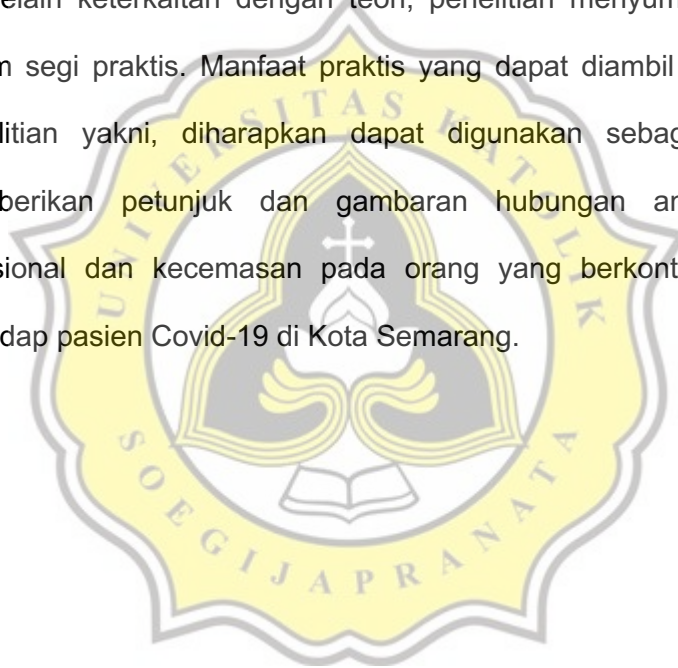 elain keterkaitan dengan teori, penelitian menyum
n segi praktis. Manfaat praktis yang dapat diambil
litian yakni, diharapkan dapat digunakan sebag
berikan petunjuk dan gambaran hubungan an
sional dan kecemasan pada orang yang berkont
dap pasien Covid-19 di Kota Semarang.
UNIVERSITAS KATOLIK
SOEGIJAPRANATA